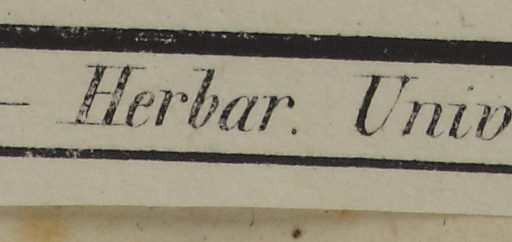 — Herbar. Univ